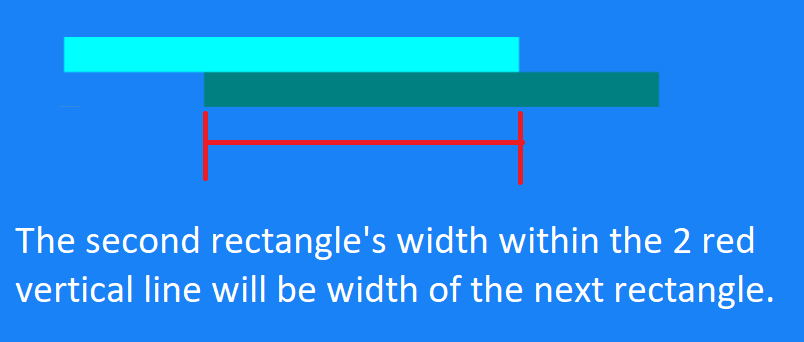 The second rectangle's width within the 2 red
vertical line will be width of the next rectangle.